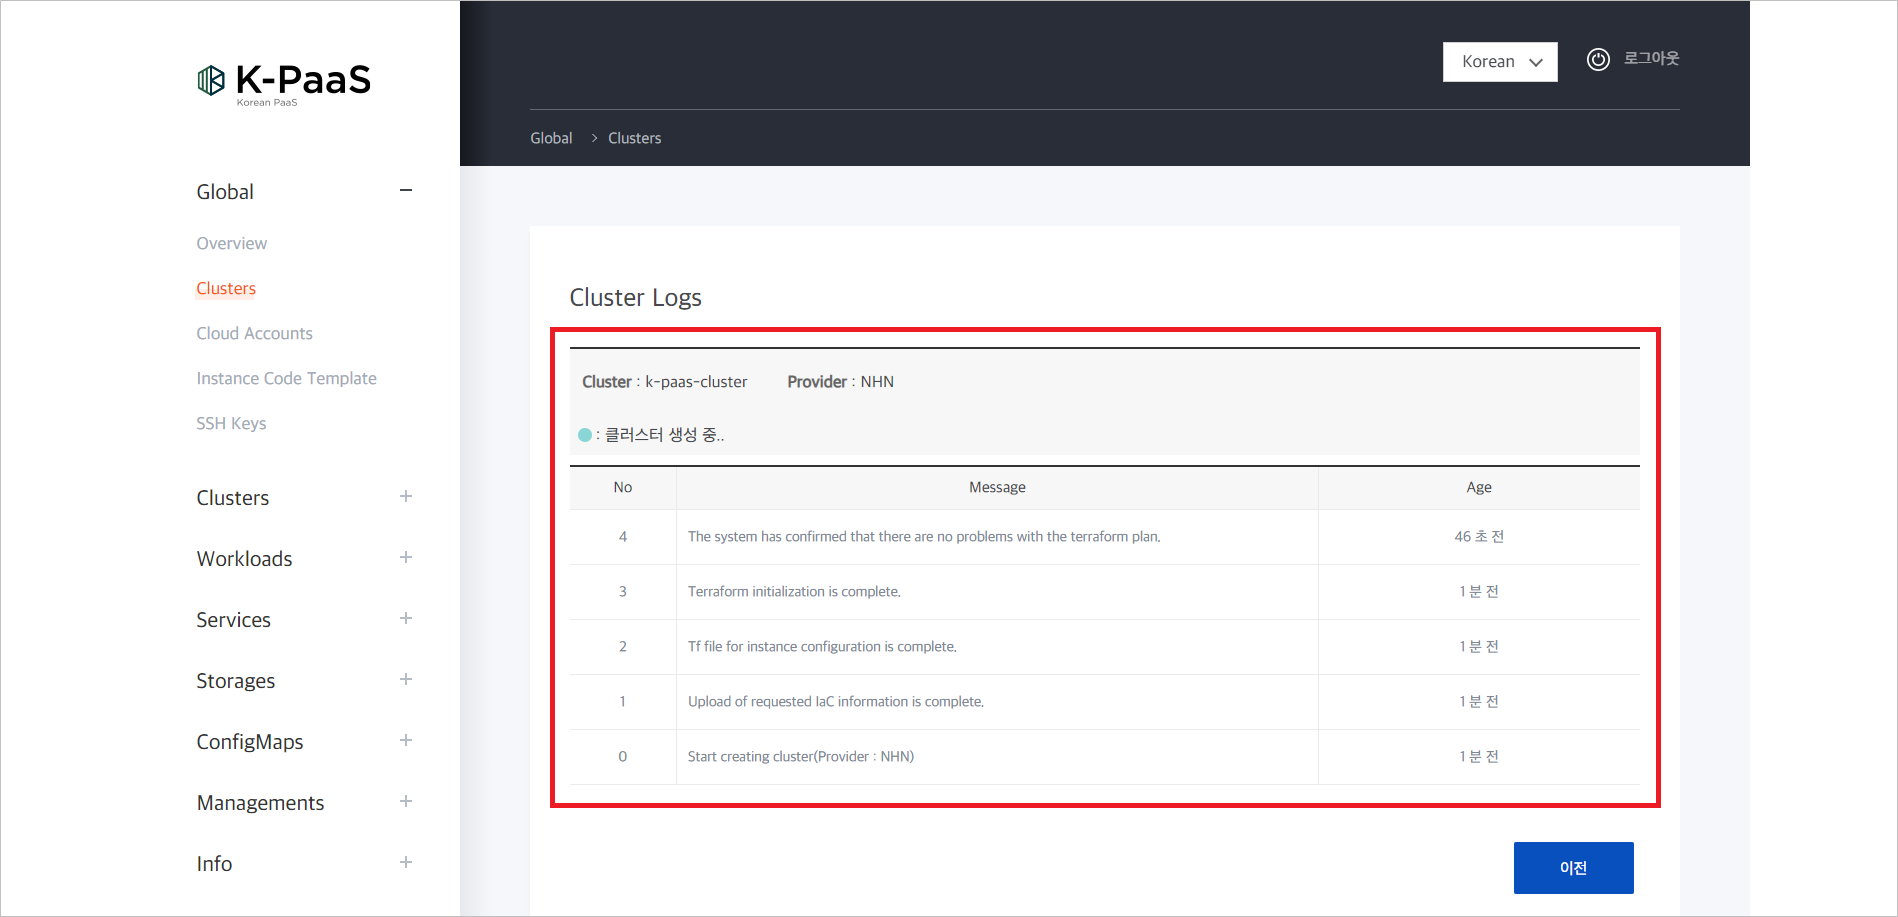 K-PaaS
Korean PaaS
Korean
로그아웃
Global > Clusters
Global
Overview
Clusters
Cloud Accounts
Instance Code Template
SSH Keys
Clusters
Workloads
Services
Storages
ConfigMaps
Managements
Info
Cluster Logs
Cluster : k-paas-cluster Provider : NHN
: 클러스터 생성 중..
No Message Age
4 The system has confirmed that there are no problems with the terraform plan. 46 초 전
3 Terraform initialization is complete. 1 분 전
2 Tf file for instance configuration is complete. 1 분 전
1 Upload of requested IaC information is complete. 1 분 전
0 Start creating cluster(Provider : NHN) 1 분 전
이전